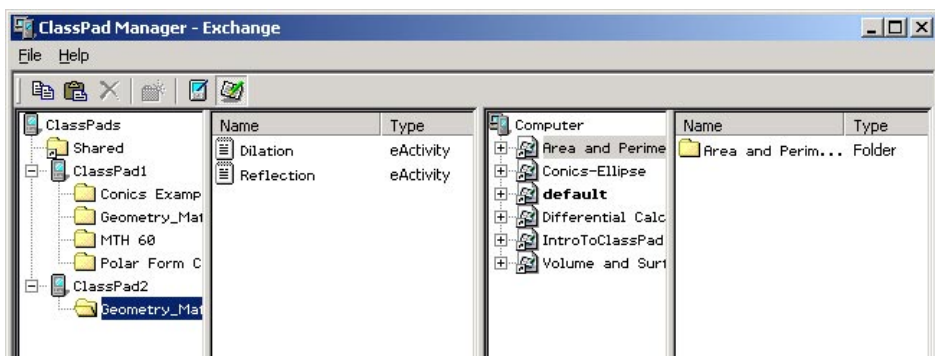 ClassPad Manager - Exchange
File Help
ClassPads
Shared
ClassPad1
Conics Examp
Geometry_Mat
MTH 60
Polar Form C
ClassPad2
Geometry_Mat
Name Type
Dilation eActivity
Reflection eActivity
Computer
Area and Perime
Conics-Ellipse
default
Differential Calc
IntroToClassPad
Volume and Surf
Name Type
Area and Perim... Folder